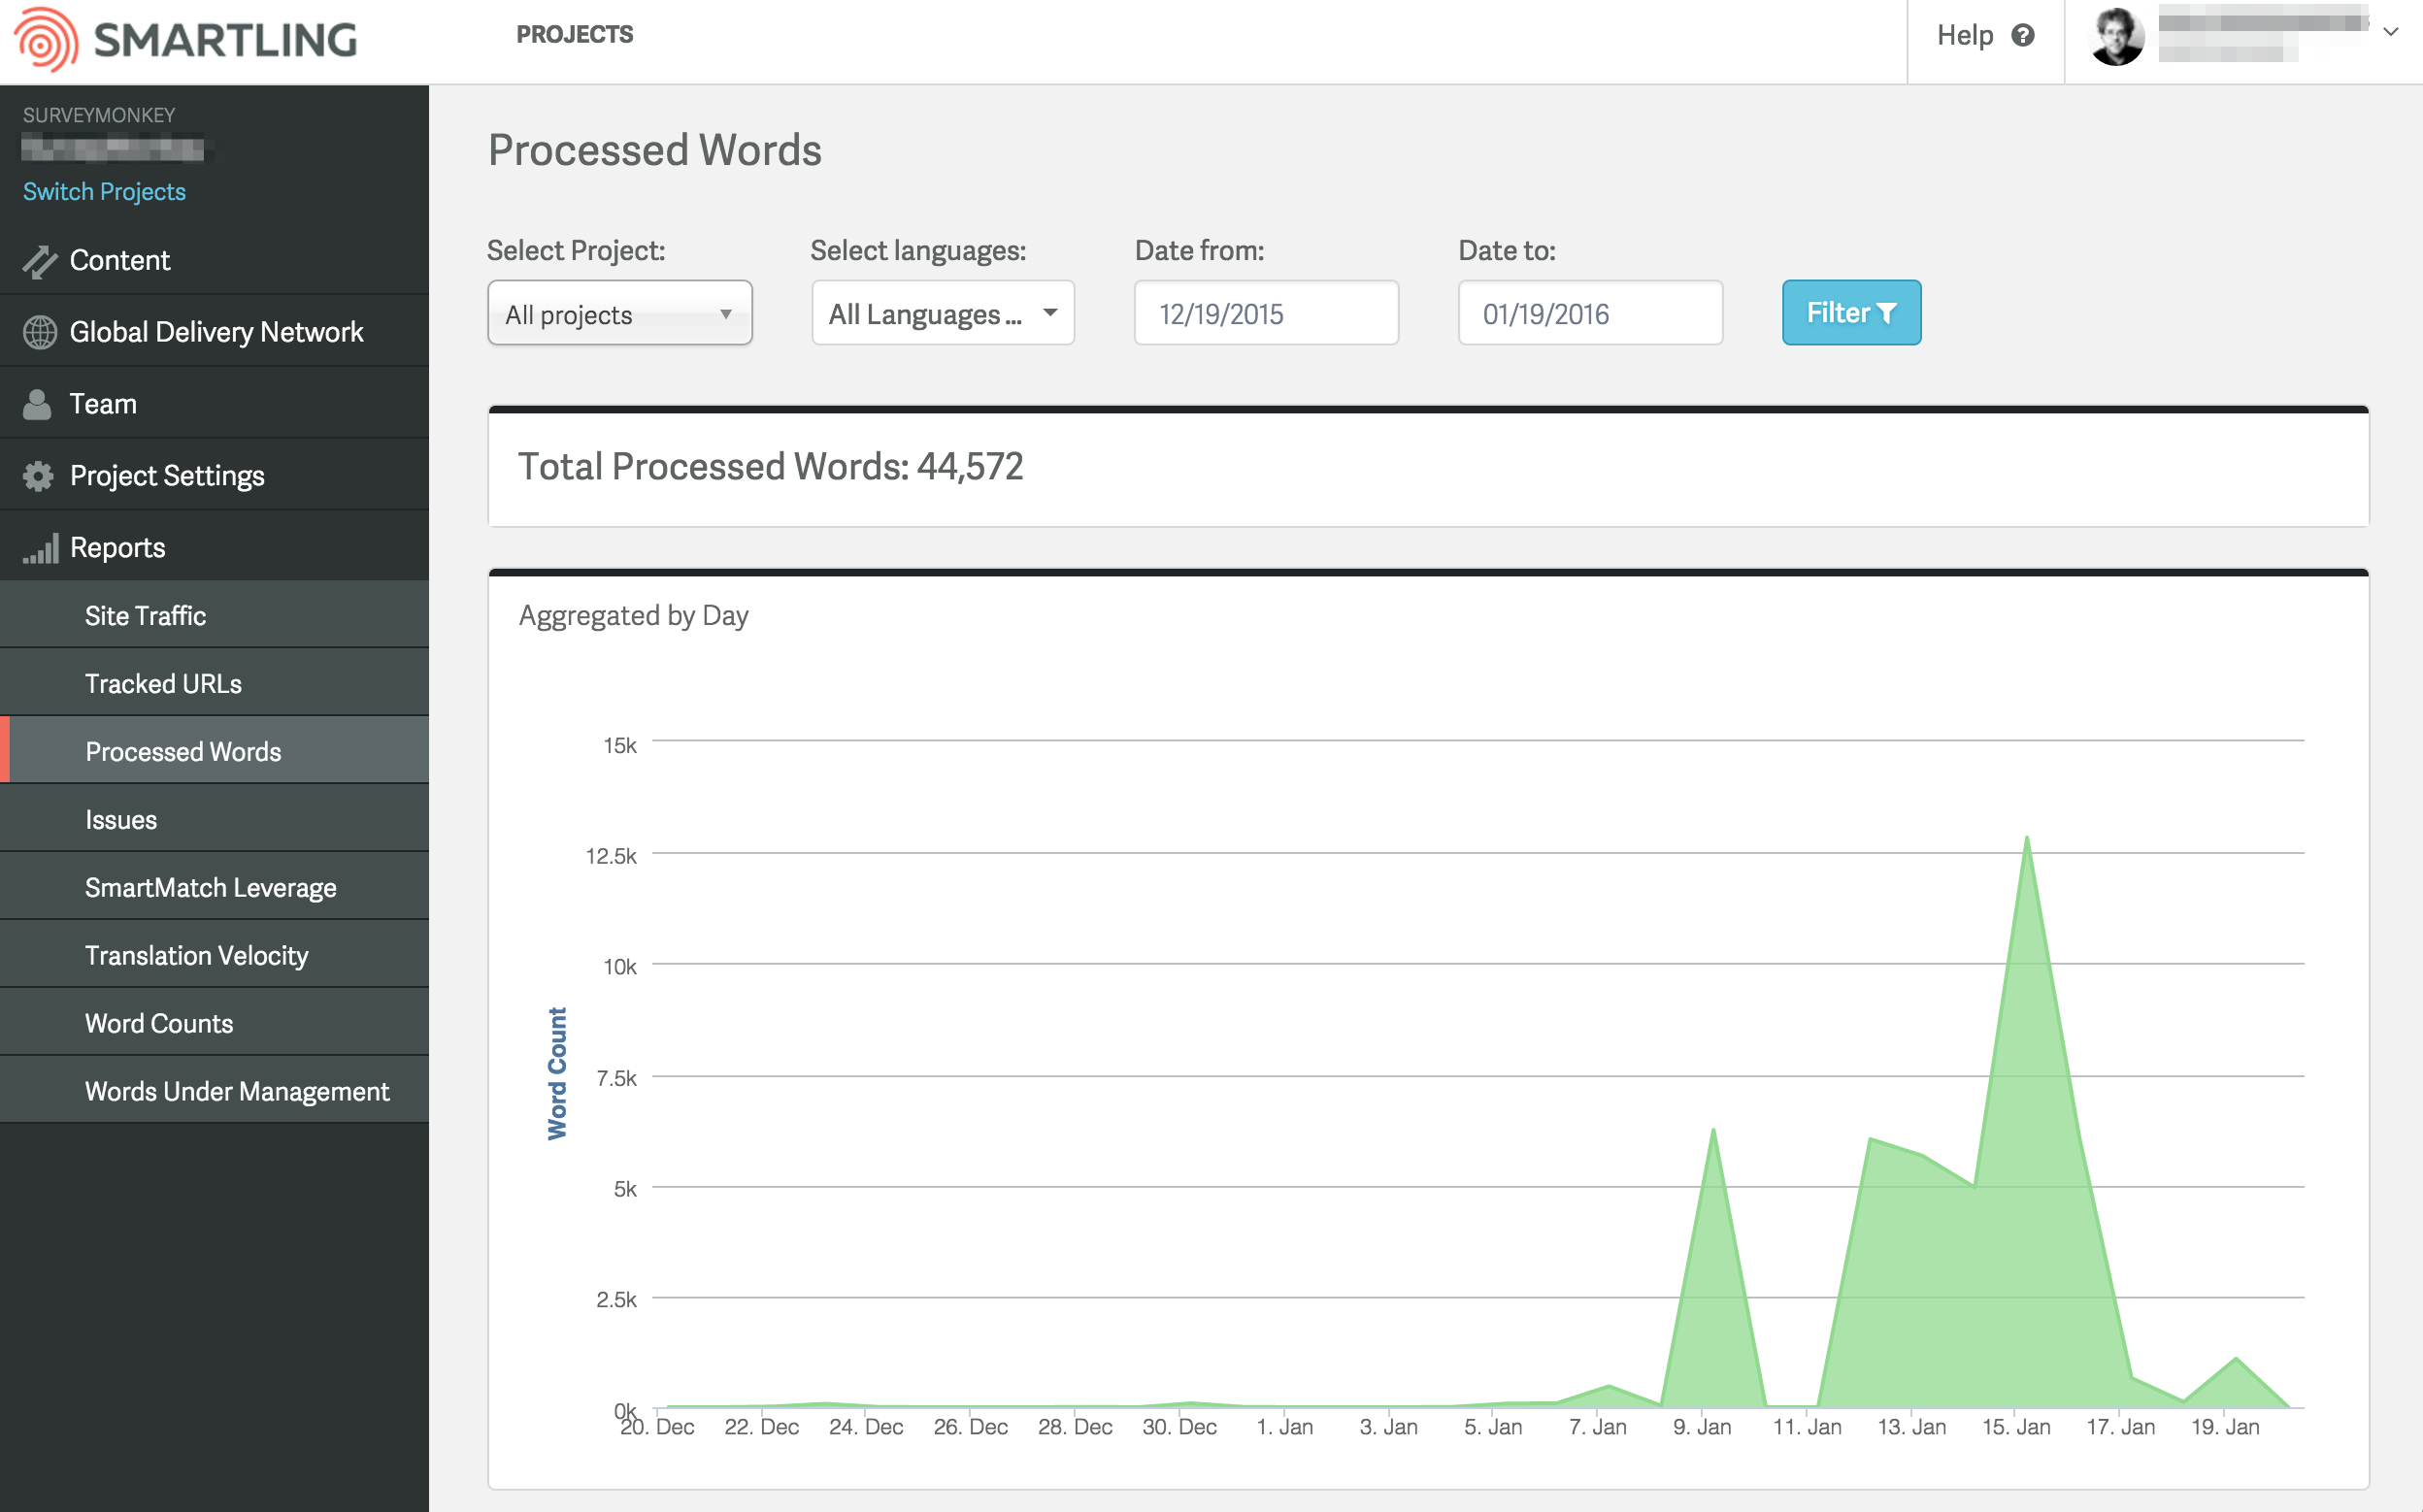 SMARTLING
PROJECTS
Help ?
SURVEYMONKEY
Switch Projects
Content
Global Delivery Network
Team
Project Settings
Reports
Site Traffic
Tracked URLs
Processed Words
Issues
SmartMatch Leverage
Translation Velocity
Word Counts
Words Under Management
Processed Words
Select Project:
Select languages:
Date from:
Date to:
All projects
All Languages ...
12/19/2015
01/19/2016
Filter
Total Processed Words: 44,572
Aggregated by Day
Word Count
15k
12.5k
10k
7.5k
5k
2.5k
0k
20. Dec 22. Dec 24. Dec 26. Dec 28. Dec 30. Dec 1. Jan 3. Jan 5. Jan 7. Jan 9. Jan 11. Jan 13. Jan 15. Jan 17. Jan 19. Jan